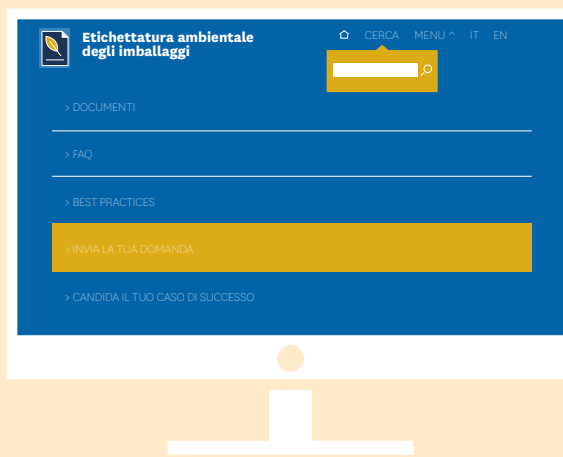 Etichettatura ambientale
degli imballaggi
CERCA MENU ^ IT EN
> DOCUMENTI
> FAQ
> BEST PRACTICES
> INVIA LA TUA DOMANDA
> CANDIDA IL TUO CASO DI SUCCESSO